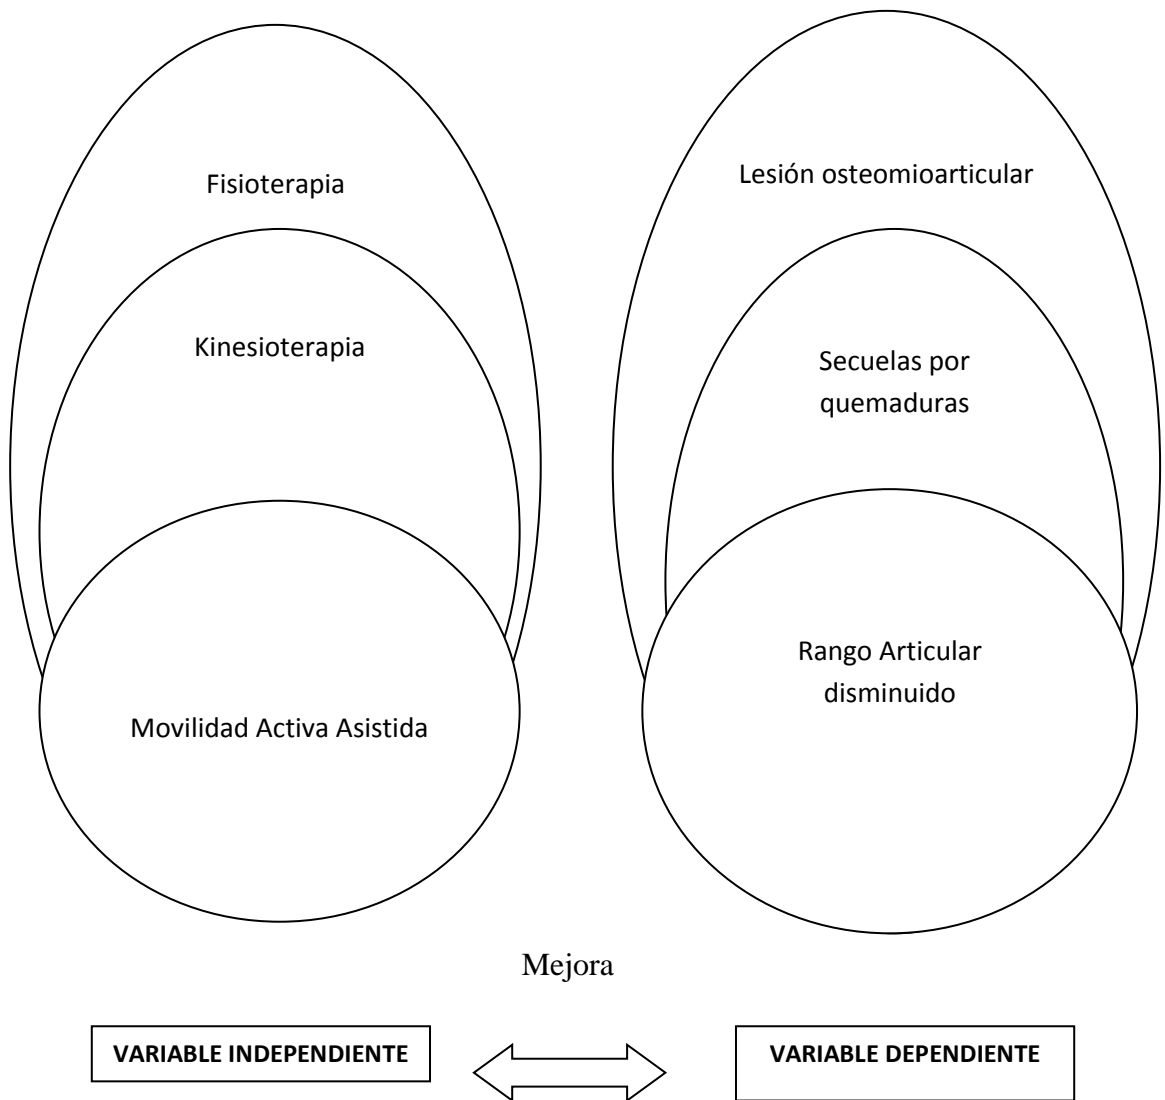 Fisioterapia
Kinesioterapia
Movilidad Activa Asistida
Lesión osteomioarticular
Secuelas por
quemaduras
Rango Articular
disminuido
Mejora
VARIABLE INDEPENDIENTE
VARIABLE DEPENDIENTE